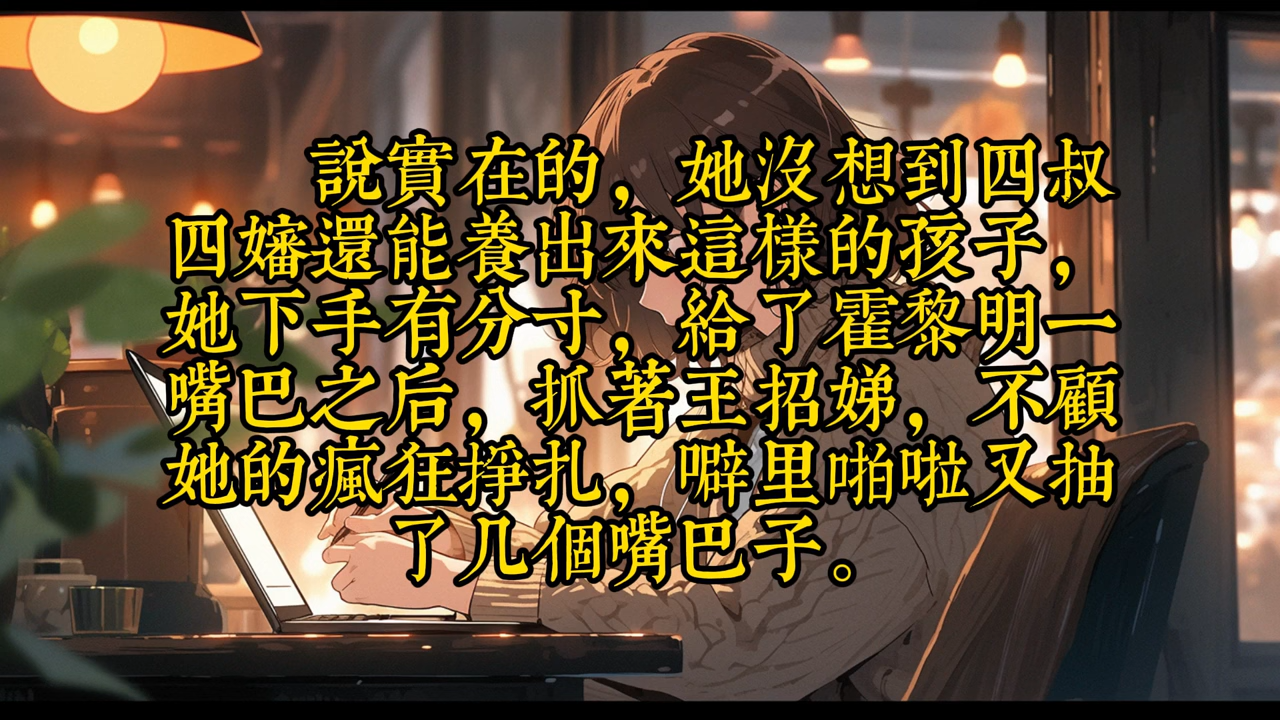 說實在的，她沒想到四叔
四嬸還能養出來這樣的孩子，
她下手有分寸，給了霍黎明一
嘴巴之后，抓著王招娣，不顧
她的瘋狂掙扎，噼里啪啦又抽
了几個嘴巴子。